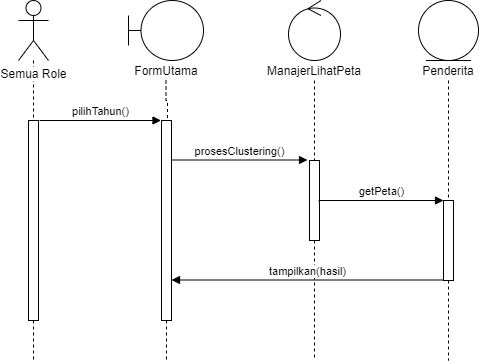 Semua Role
FormUtama
ManajerLihatPeta
Penderita
pilihTahun()
prosesClustering()
getPeta()
tampilkan(hasil)